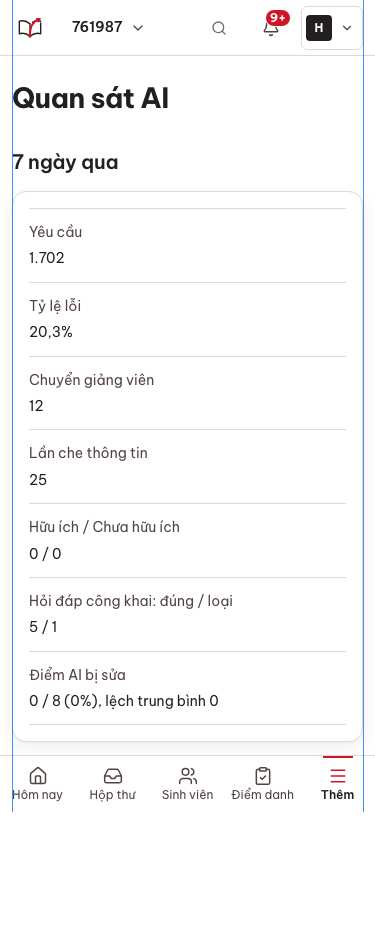 761987
9+
H
Quan sát AI
7 ngày qua
Yêu cầu
1.702
Tỷ lệ lỗi
20,3%
Chuyển giảng viên
12
Lần che thông tin
25
Hữu ích / Chưa hữu ích
0 / 0
Hỏi đáp công khai: đúng / loại
5 / 1
Điểm AI bị sửa
0 / 8 (0%), lệch trung bình 0
Hôm nay
Hộp thư
Sinh viên
Điểm danh
Thêm